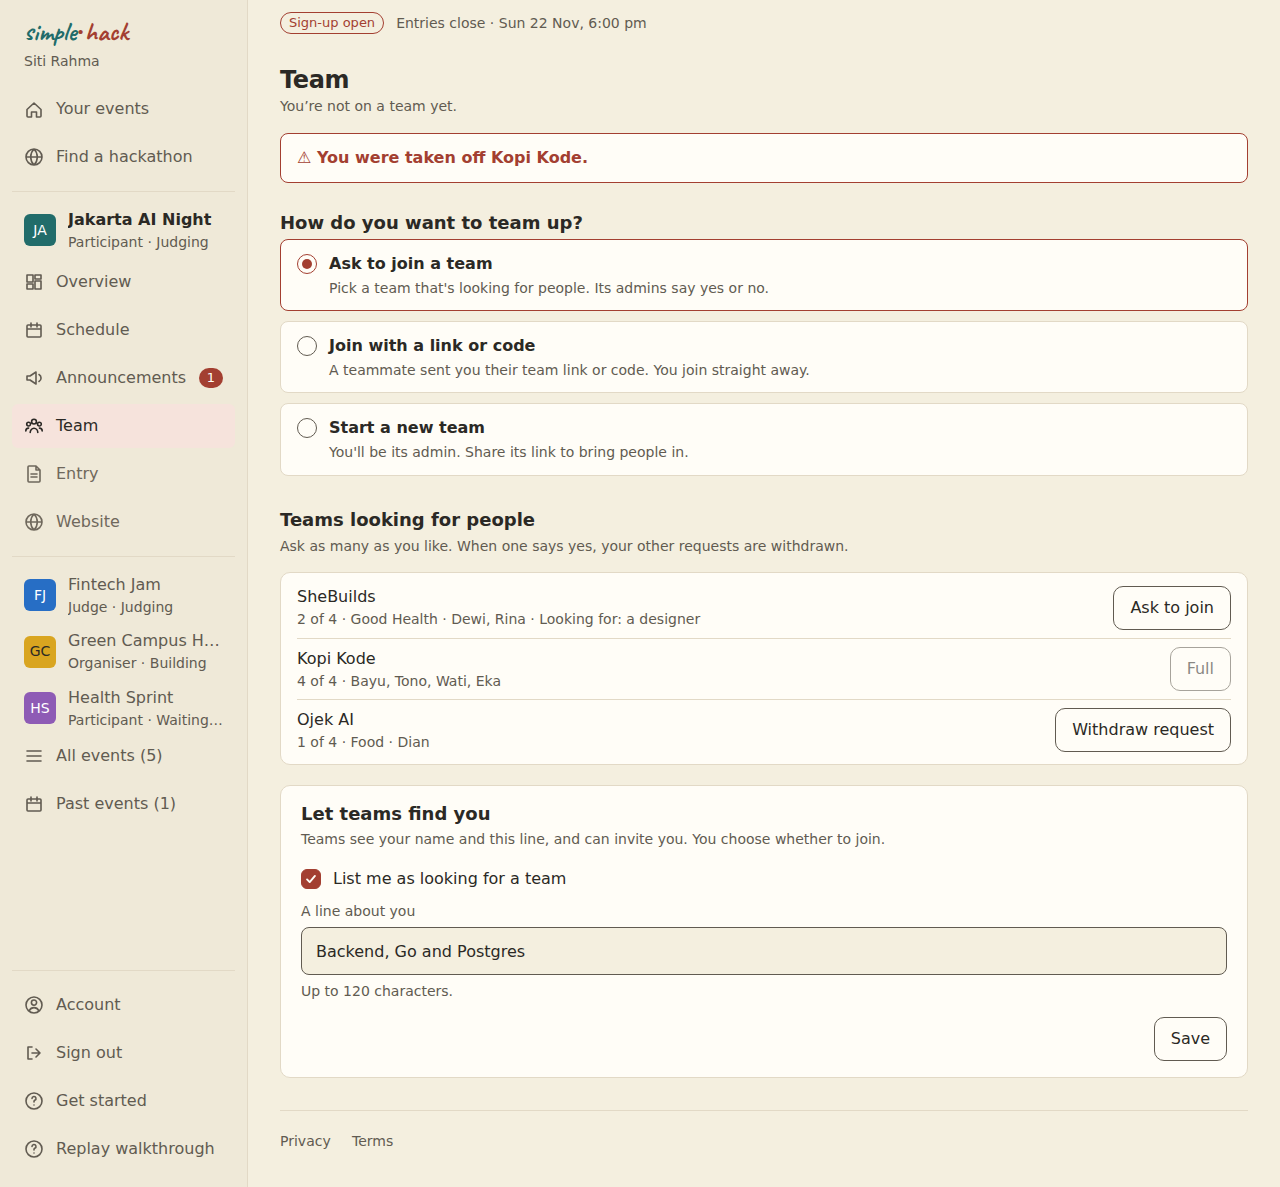 simple·hack
Siti Rahma
Your events
Find a hackathon
JA
Jakarta AI Night
Participant · Judging
Overview
Schedule
Announcements 1
Team
Entry
Website
FJ
Fintech Jam
Judge · Judging
GC
Green Campus H…
Organiser · Building
HS
Health Sprint
Participant · Waiting…
All events (5)
Past events (1)
Account
Sign out
Get started
Replay walkthrough
Sign-up open Entries close · Sun 22 Nov, 6:00 pm
Team
You’re not on a team yet.
⚠ You were taken off Kopi Kode.
How do you want to team up?
Ask to join a team
Pick a team that's looking for people. Its admins say yes or no.
Join with a link or code
A teammate sent you their team link or code. You join straight away.
Start a new team
You'll be its admin. Share its link to bring people in.
Teams looking for people
Ask as many as you like. When one says yes, your other requests are withdrawn.
SheBuilds
2 of 4 · Good Health · Dewi, Rina · Looking for: a designer
Ask to join
Kopi Kode
4 of 4 · Bayu, Tono, Wati, Eka
Full
Ojek AI
1 of 4 · Food · Dian
Withdraw request
Let teams find you
Teams see your name and this line, and can invite you. You choose whether to join.
List me as looking for a team
A line about you
Backend, Go and Postgres
Up to 120 characters.
Save
Privacy Terms